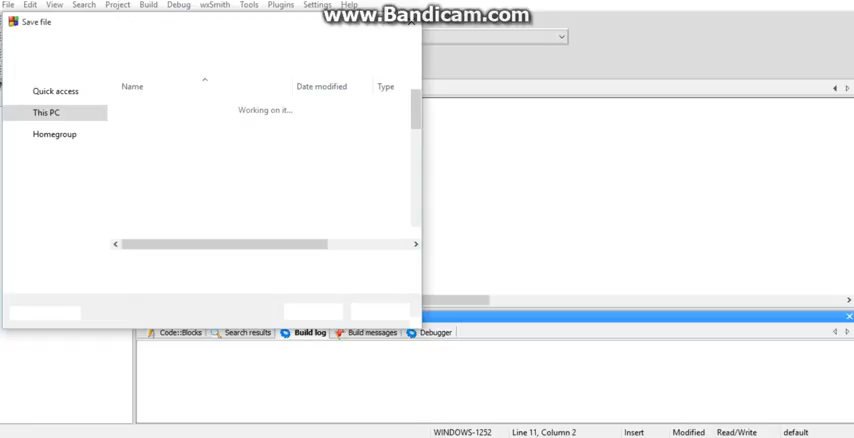 File Edit View Search Project Build Debug wxSmith Tools Plugins Settings Help
www.Bandicam.com
Save file
Name Date modified Type
Quick access
Working on it...
This PC
Homegroup
Code::Blocks Search results Build log Build messages Debugger
WINDOWS-1252 Line 11, Column 2 Insert Modified Read/Write default